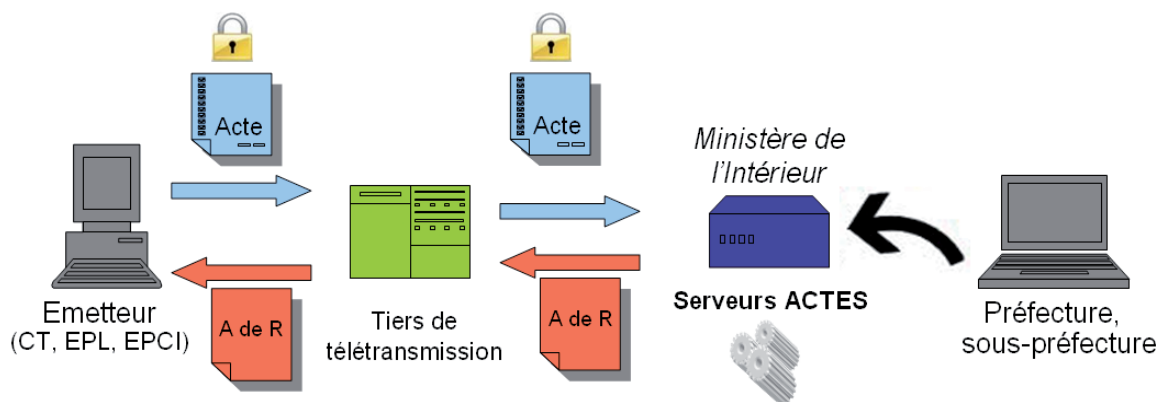 Acte
Acte
Ministère de
l'Intérieur
Emetteur
(CT, EPL, EPCI)
A de R
Tiers de
télétransmission
A de R
Serveurs ACTES
Préfecture,
sous-préfecture